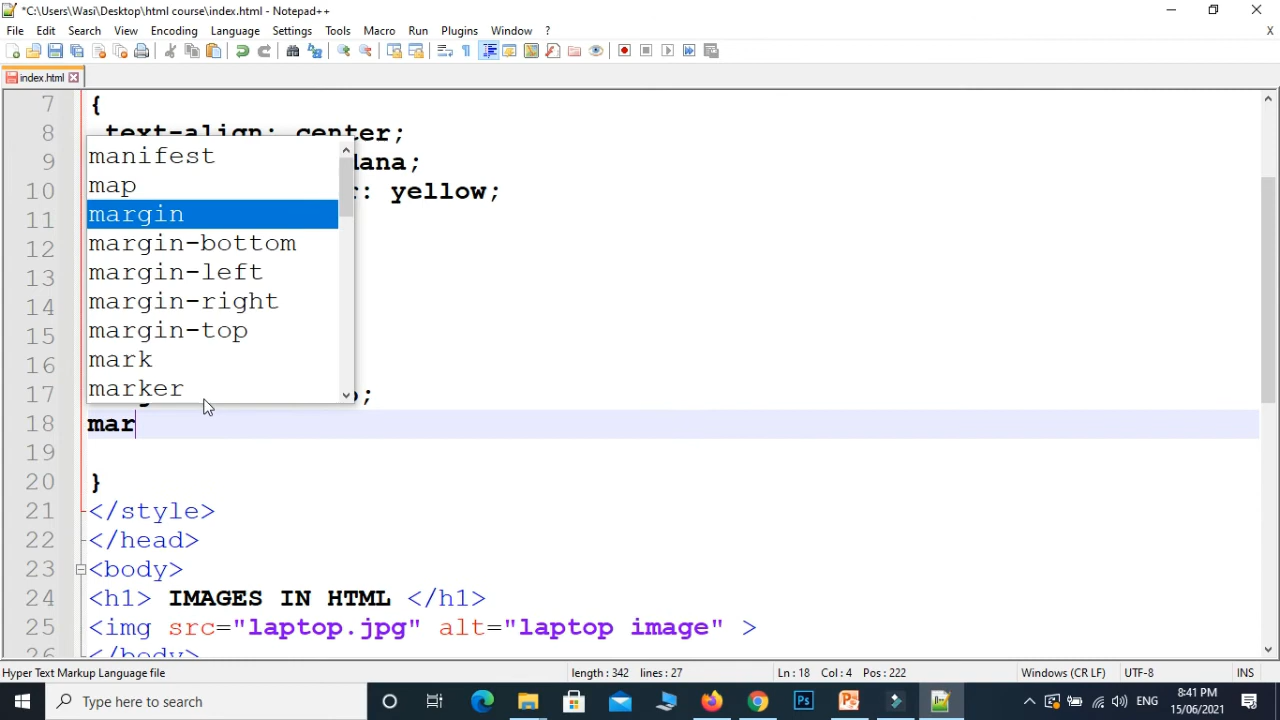 *C:\Users\Wasi\Desktop\html course\index.html - Notepad++
File Edit Search View Encoding Language Settings Tools Macro Run Plugins Window ? X
index.html
7 {
8 text-align: center;
9 dana;
10 : yellow;
11
12
13
14
15
16
17 ;
18 mar
19
20 }
21 </style>
22 </head>
23 <body>
24 <h1> IMAGES IN HTML </h1>
25 <img src="laptop.jpg" alt="laptop image" >
26 </body>
manifest
map
margin
margin-bottom
margin-left
margin-right
margin-top
mark
marker
Hyper Text Markup Language file length : 342 lines : 27 Ln : 18 Col : 4 Pos : 222 Windows (CR LF) UTF-8 INS
Type here to search ENG 8:41 PM
15/06/2021